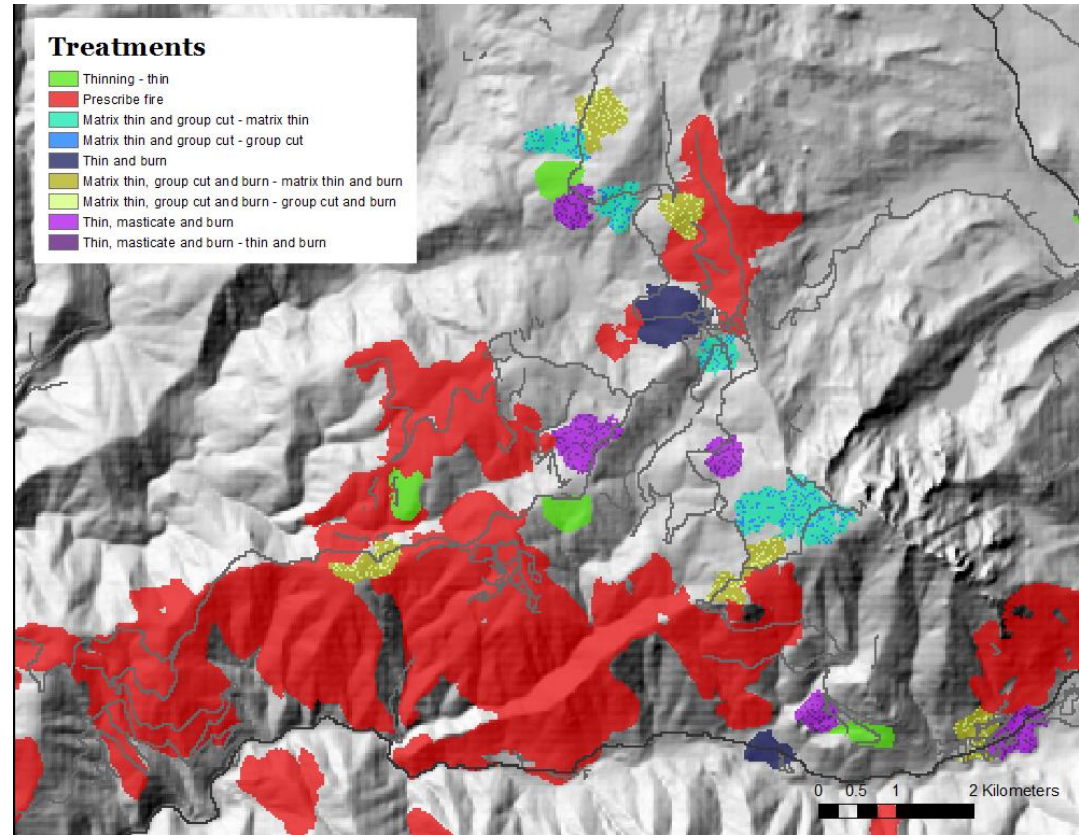 Treatments
Thinning - thin
Prescribe fire
Matrix thin and group cut - matrix thin
Matrix thin and group cut - group cut
Thin and burn
Matrix thin, group cut and burn - matrix thin and burn
Matrix thin, group cut and burn - group cut and burn
Thin, masticate and burn
Thin, masticate and burn - thin and burn
0 0.5 1 2 Kilometers